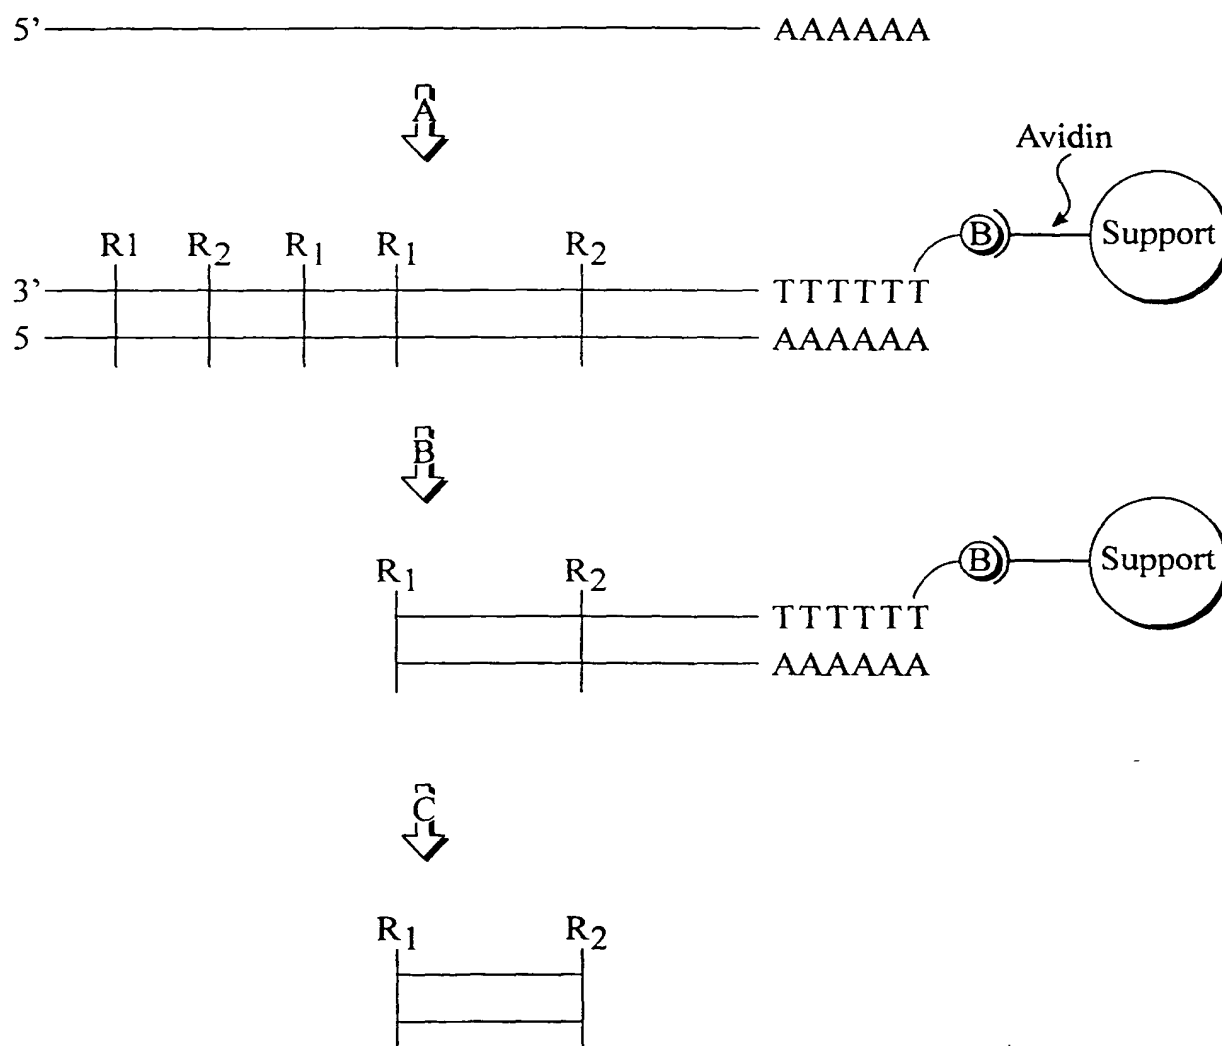 5' AAAAAA
A
Avidin
R1 R2 R1 R1 R2 B Support
3' TTTTTT
5 AAAAAA
B
R1 R2 B Support
TTTTTT
AAAAAA
C
R1 R2